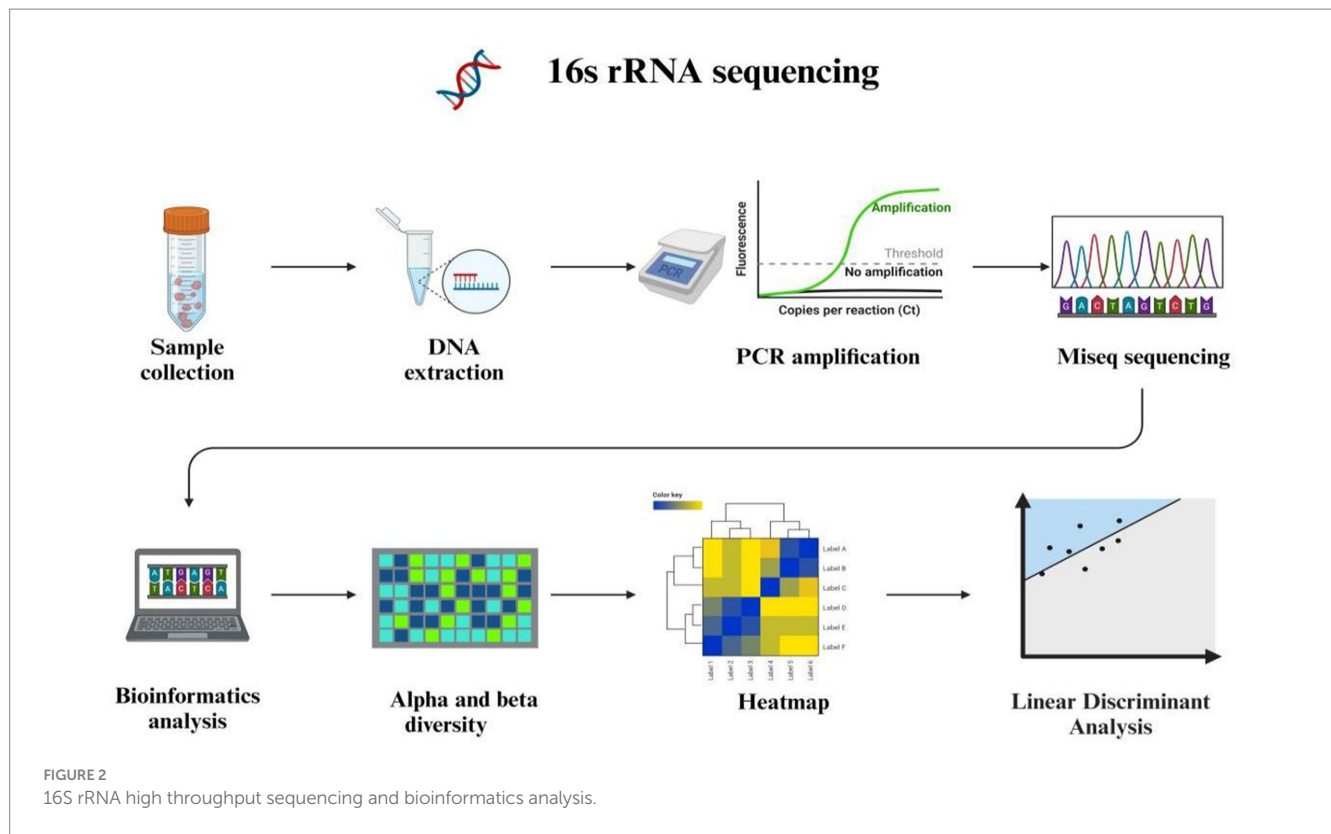 16s rRNA sequencing
Sample
collection
DNA
extraction
PCR
Fluorescence
Amplification
Threshold
No amplification
Copies per reaction (Ct)
PCR amplification
G A C T A G T C T G
Miseq sequencing
A T G A G T
T A C T C A
Bioinformatics
analysis
Alpha and beta
diversity
Color key
Label A
Label B
Label C
Label D
Label E
Label F
Label 1
Label 2
Label 3
Label 4
Label 5
Label 6
Heatmap
Linear Discriminant
Analysis
FIGURE 2
16S rRNA high throughput sequencing and bioinformatics analysis.